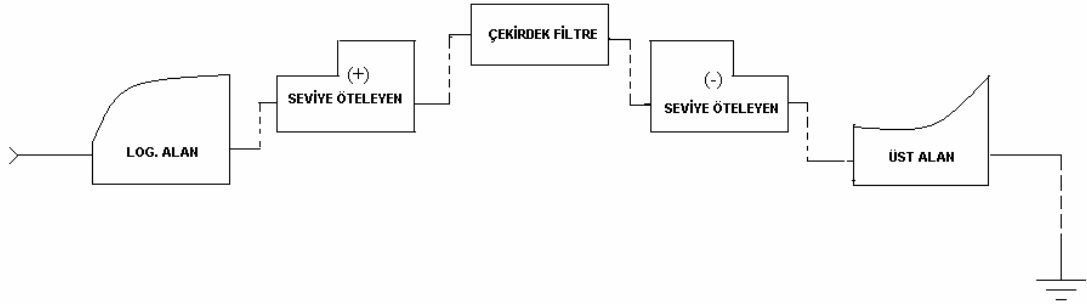 LOG. ALAN
(+)
SEVİYE ÖTELEYEN
ÇEKİRDEK FİLTRE
(-)
SEVİYE ÖTELEYEN
ÜST ALAN